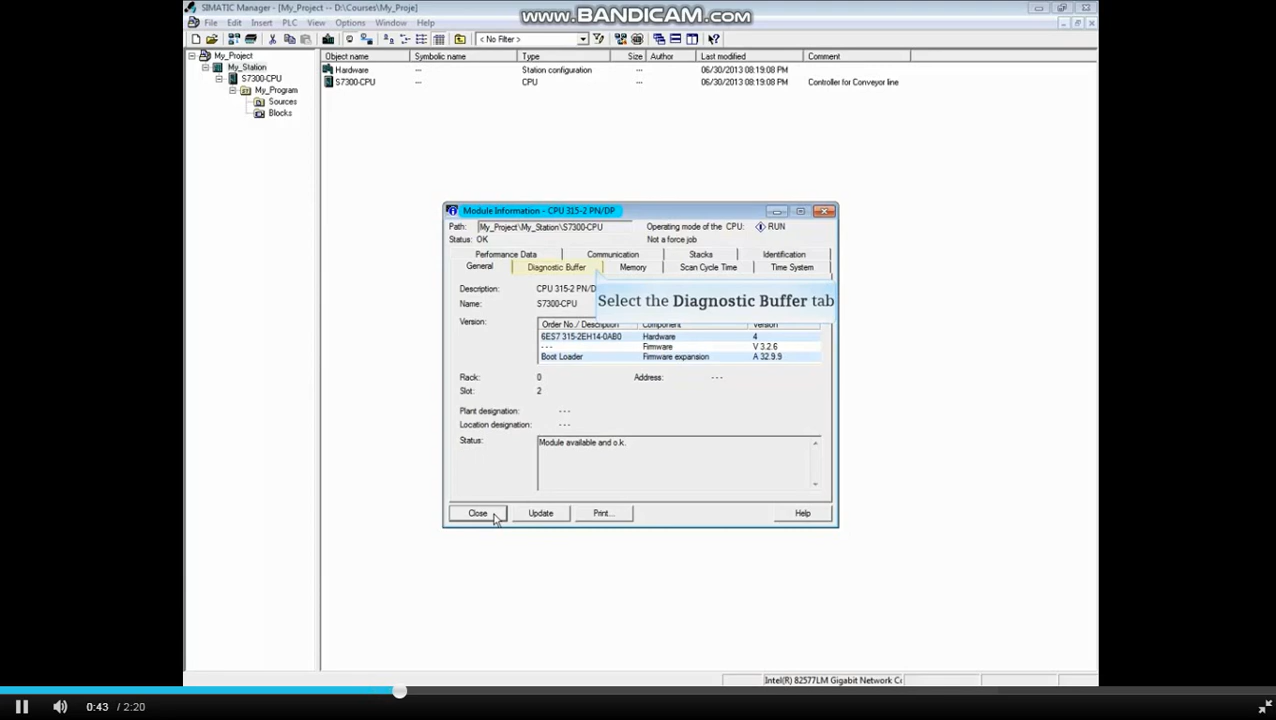 SIMATIC Manager - [My_Project -- D:\Courses\My_Proje]
www.BANDICAM.com
File Edit Insert PLC View Options Window Help
< No Filter >
My_Project
My_Station
S7300-CPU
My_Program
Sources
Blocks
Object name Symbolic name Type Size Author Last modified Comment
Hardware --- Station configuration --- 06/30/2013 08:19:08 PM
S7300-CPU --- CPU --- 06/30/2013 08:19:08 PM Controller for Conveyor line
Module Information - CPU 315-2 PN/DP
Path: My_Project\My_Station\S7300-CPU Operating mode of the CPU: RUN
Status: OK Not a force job
Performance Data Communication Stacks Identification
General Diagnostic Buffer Memory Scan Cycle Time Time System
Description: CPU 315-2 PN/D
Select the Diagnostic Buffer tab
Name: S7300-CPU
Version: Order No./ Description Component Version
6ES7 315-2EH14-0AB0 Hardware 4
- - - Firmware V 3.2.6
Boot Loader Firmware expansion A 32.9.9
Rack: 0 Address: - - -
Slot: 2
Plant designation: - - -
Location designation: - - -
Status: Module available and o.k.
Close Update Print... Help
Intel(R) 82577LM Gigabit Network Cc
0:43 / 2:20